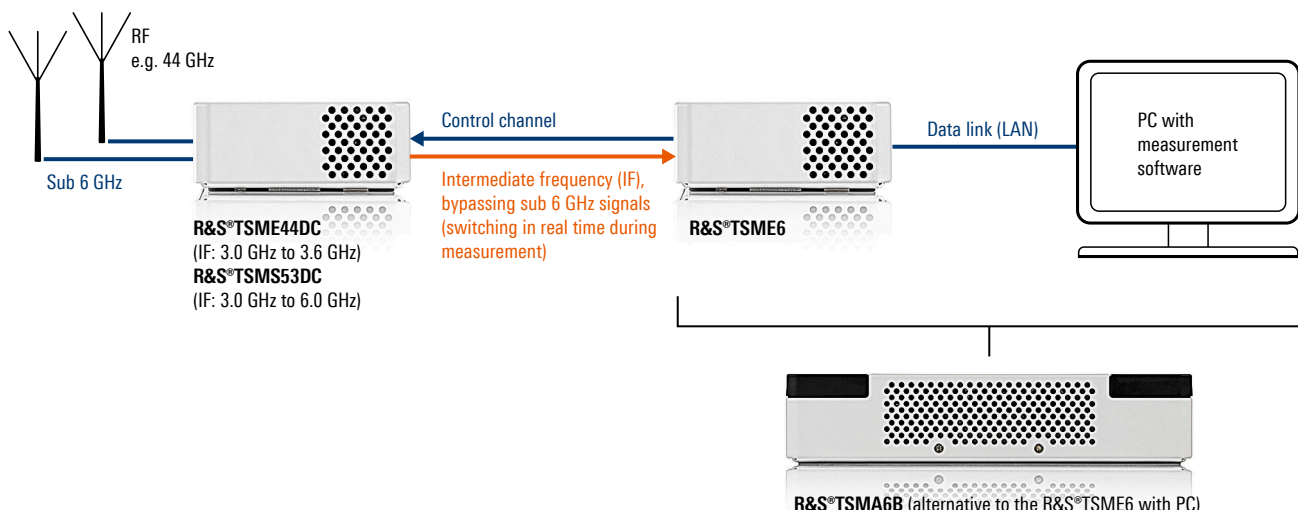 RF
e.g. 44 GHz
Sub 6 GHz
R&S®TSME44DC
(IF: 3.0 GHz to 3.6 GHz)
R&S®TSMS53DC
(IF: 3.0 GHz to 6.0 GHz)
Control channel
Intermediate frequency (IF),
bypassing sub 6 GHz signals
(switching in real time during
measurement)
R&S®TSME6
Data link (LAN)
PC with
measurement
software
R&S®TSMA6B (alternative to the R&S®TSME6 with PC)